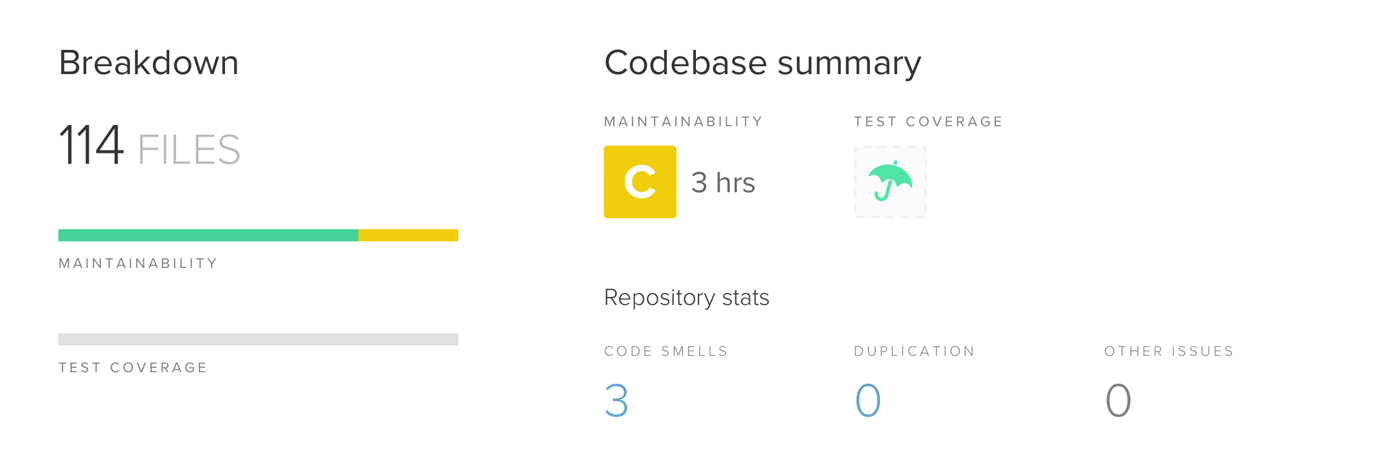 Breakdown
114 FILES
MAINTAINABILITY
TEST COVERAGE
Codebase summary
MAINTAINABILITY
C 3 hrs
TEST COVERAGE
Repository stats
CODE SMELLS
3
DUPLICATION
0
OTHER ISSUES
0